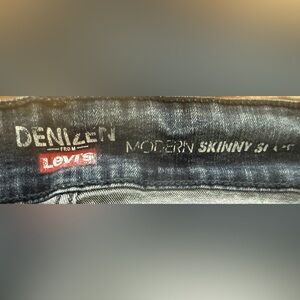 DENIZEN
FROM
Levi's
MODERN SKINNY